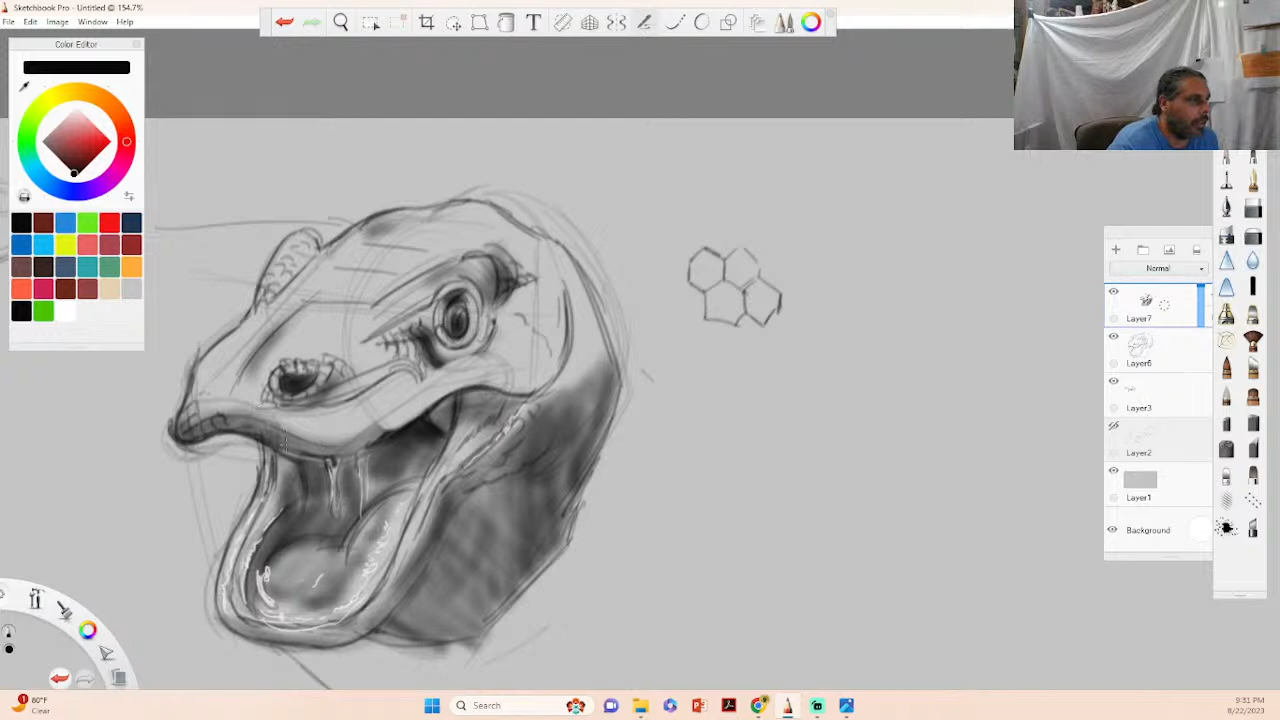 Sketchbook Pro - Untitled @ 154.7%
File Edit Image Window Help
T
Color Editor
Normal
Layer7
Layer6
Layer3
Layer2
Layer1
Background
1
80°F
Clear
Search
9:31 PM
8/22/2023